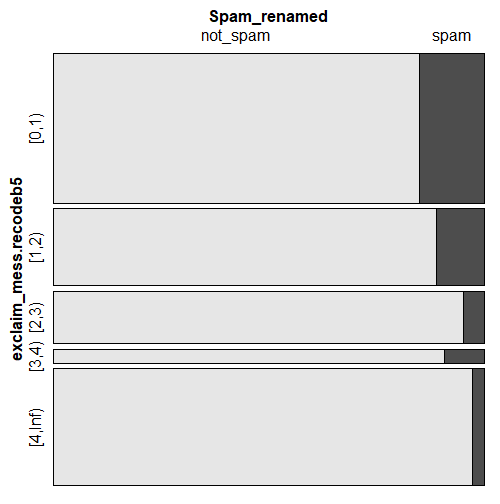 Spam_renamed
not_spam spam
exclaim_mess.recodeb5
[0,1)
[1,2)
[2,3)
[3,4)
[4,Inf)